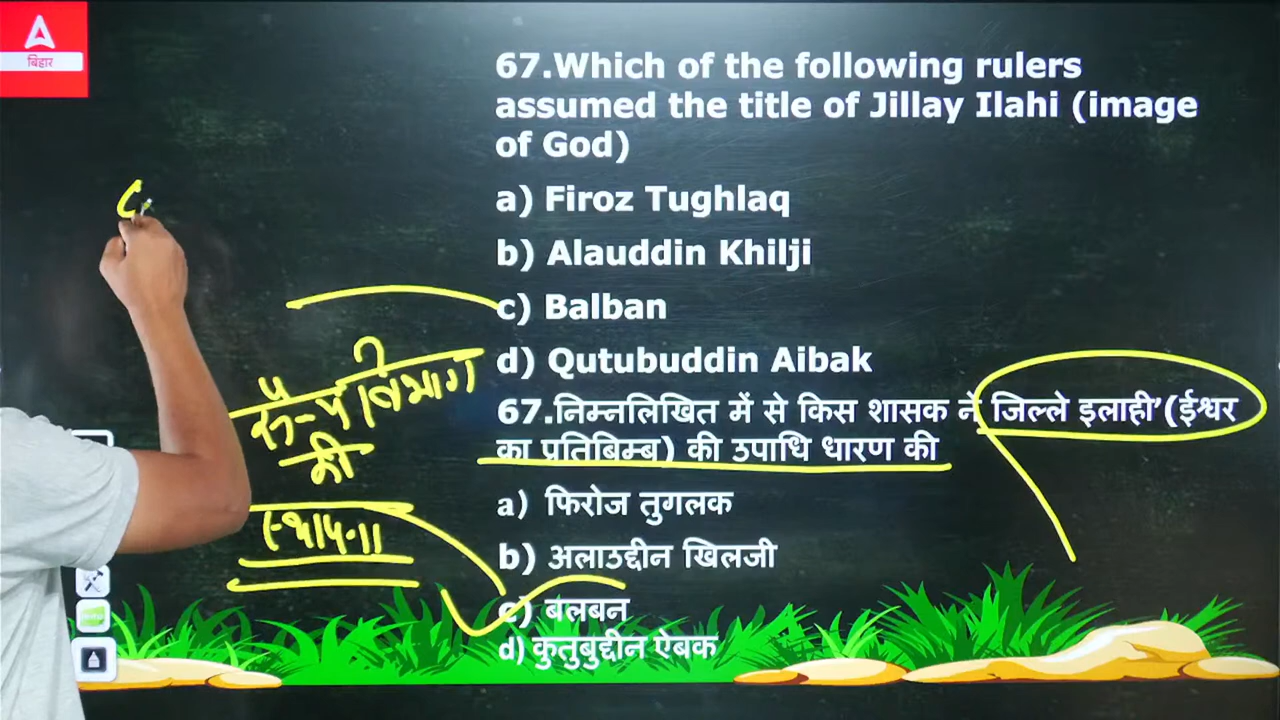 बिहार
67.Which of the following rulers
assumed the title of Jillay Ilahi (image
of God)
a) Firoz Tughlaq
b) Alauddin Khilji
c) Balban
d) Qutubuddin Aibak
67.निम्नलिखित में से किस शासक ने जिल्ले इलाही’(ईश्वर
का प्रतिबिम्ब) की उपाधि धारण की
a) फिरोज तुगलक
b) अलाउद्दीन खिलजी
c) बलबन
d) कुतुबुद्दीन ऐबक
सैन्य विभाग
की
स्थापना